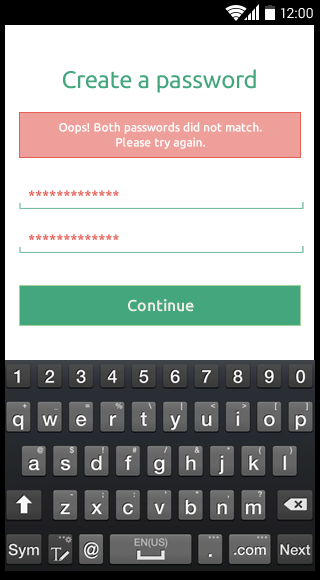 12:00
Create a password
Oops! Both passwords did not match.
Please try again.
*************
*************
Continue
1 2 3 4 5 6 7 8 9 0
q w e r t y u i o p
a s d f g h j k l
z x c v b n m
Sym T @ EN(US) . .com Next